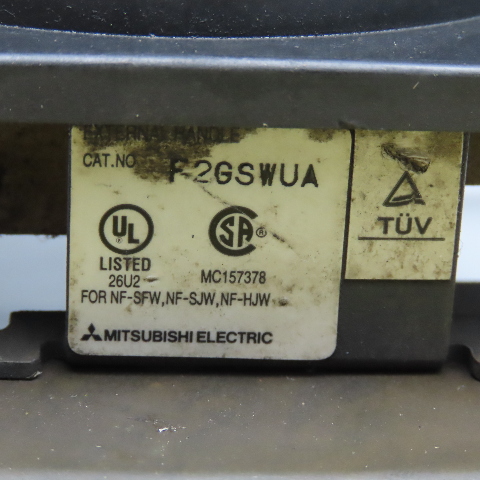 EXTERNAL HANDLE
CAT.NO
F-2GSWUA
UL
LISTED
26U2
SA ®
MC157378
FOR NF-SFW, NF-SJW, NF-HJW
MITSUBISHI ELECTRIC
TÜV